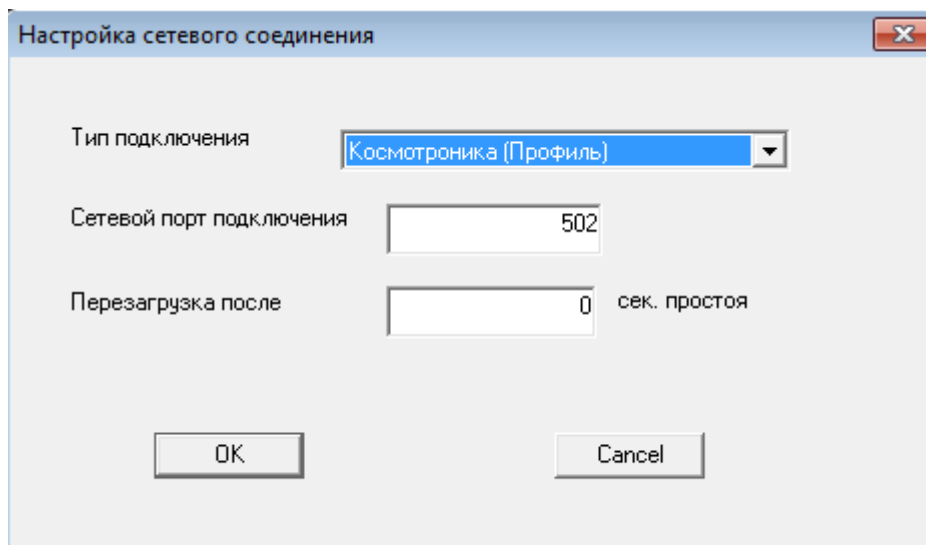 Настройка сетевого соединения
Тип подключения
Космотроника (Профиль)
Сетевой порт подключения
502
Перезагрузка после
0 сек. простоя
OK
Cancel